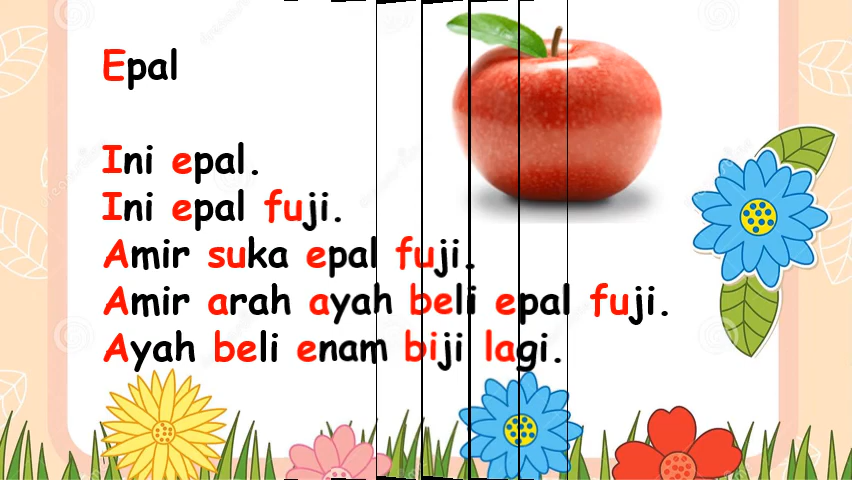 Epal
Ini epal.
Ini epal fuji.
Amir suka epal fuji.
Amir arah ayah beli epal fuji.
Ayah beli enam biji lagi.